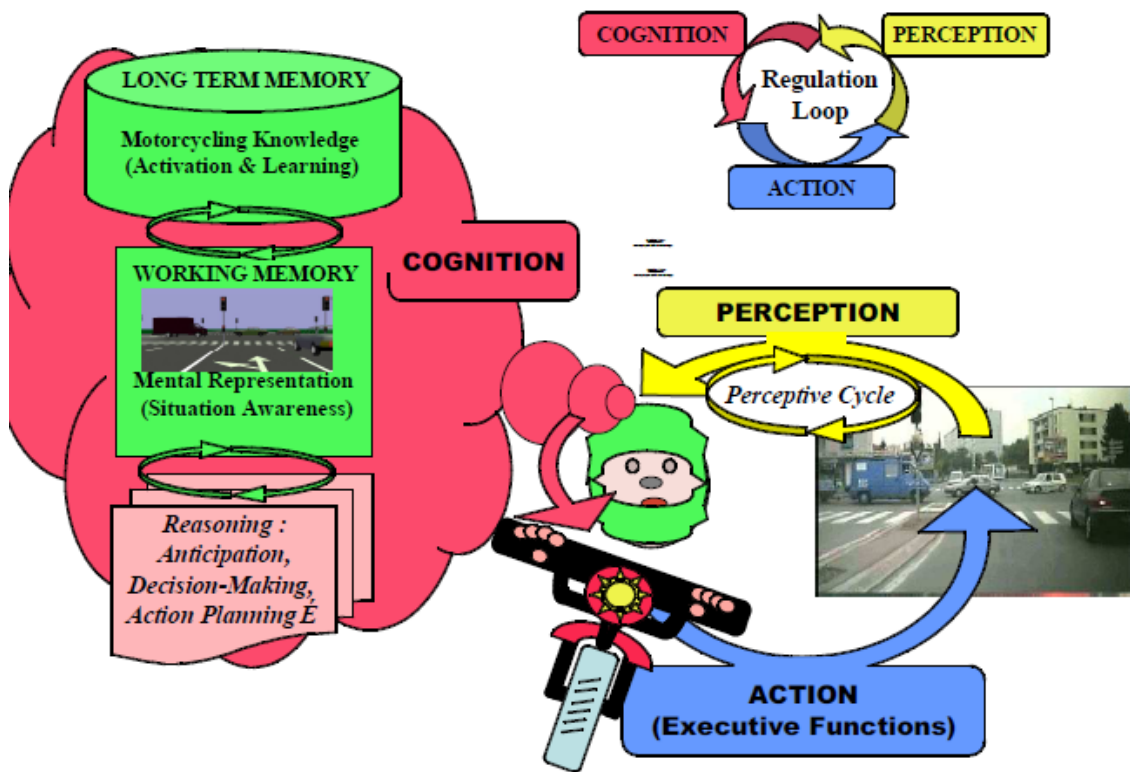 COGNITION
PERCEPTION
Regulation
Loop
ACTION
LONG TERM MEMORY
Motorcycling Knowledge
(Activation & Learning)
WORKING MEMORY
Mental Representation
(Situation Awareness)
Reasoning :
Anticipation,
Decision-Making,
Action Planning É
COGNITION
PERCEPTION
Perceptive Cycle
ACTION
(Executive Functions)